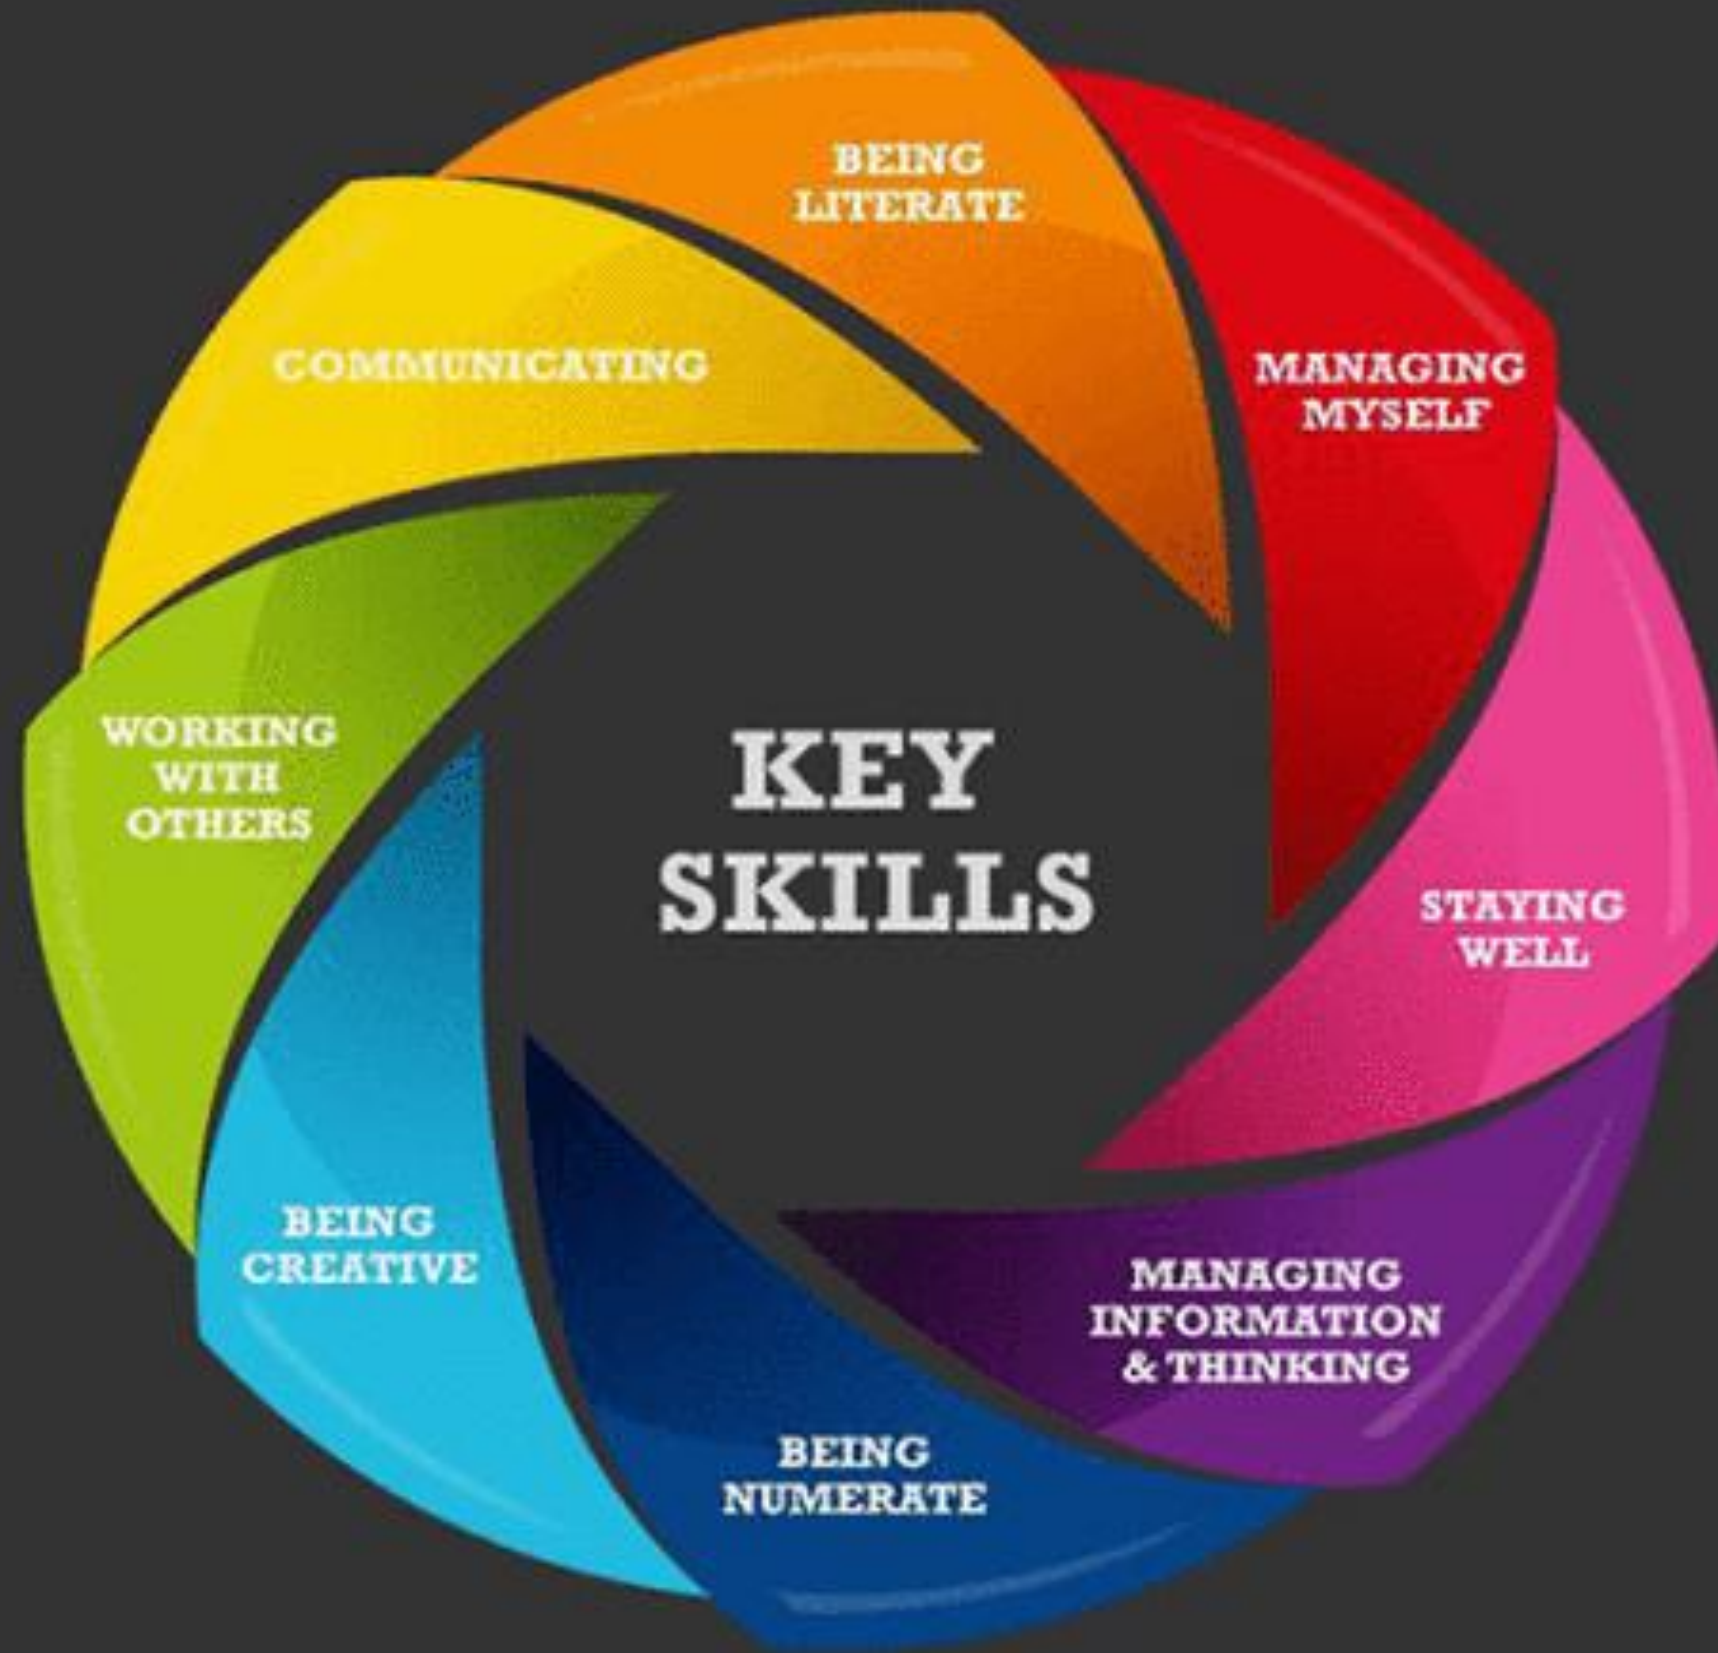 BEING
LITERATE
MANAGING
MYSELF
STAYING
WELL
MANAGING
INFORMATION
& THINKING
BEING
NUMERATE
BEING
CREATIVE
WORKING
WITH
OTHERS
COMMUNICATING
KEY
SKILLS